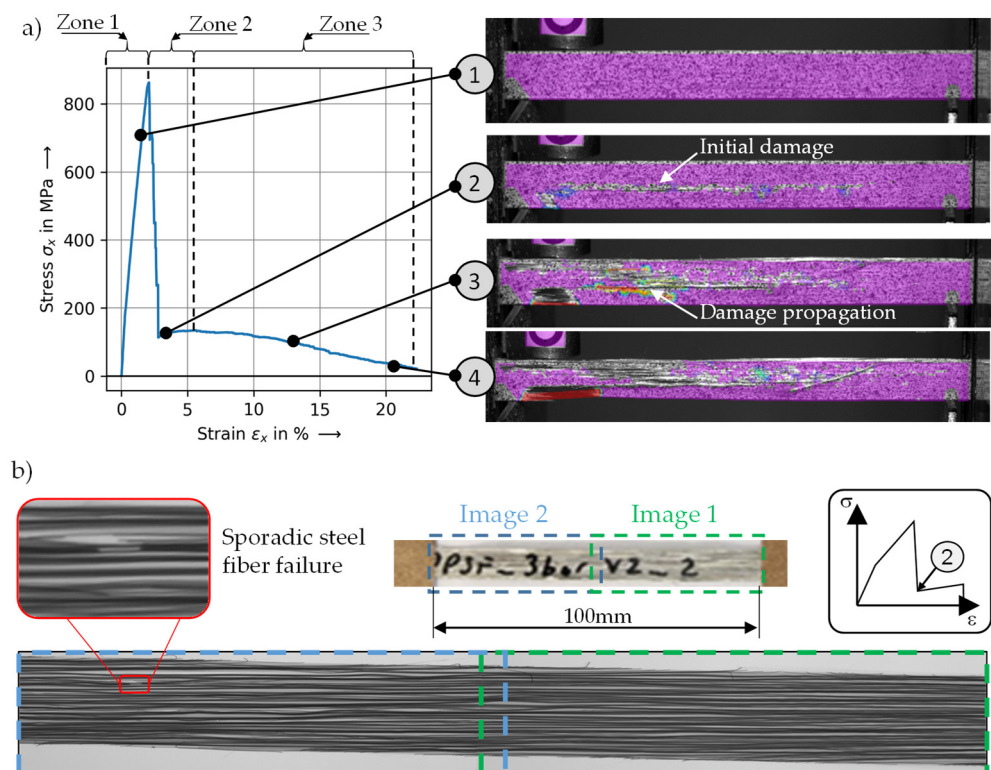 a)
Zone 1
Zone 2
Zone 3
Stress σx in MPa ⟶
800
600
400
200
0
0
5
10
15
20
Strain εx in % ⟶
1
2
3
4
Initial damage
Damage propagation
b)
Sporadic steel
fiber failure
Image 2
Image 1
PSF_3bar V2_2
100mm
σ
2
ε